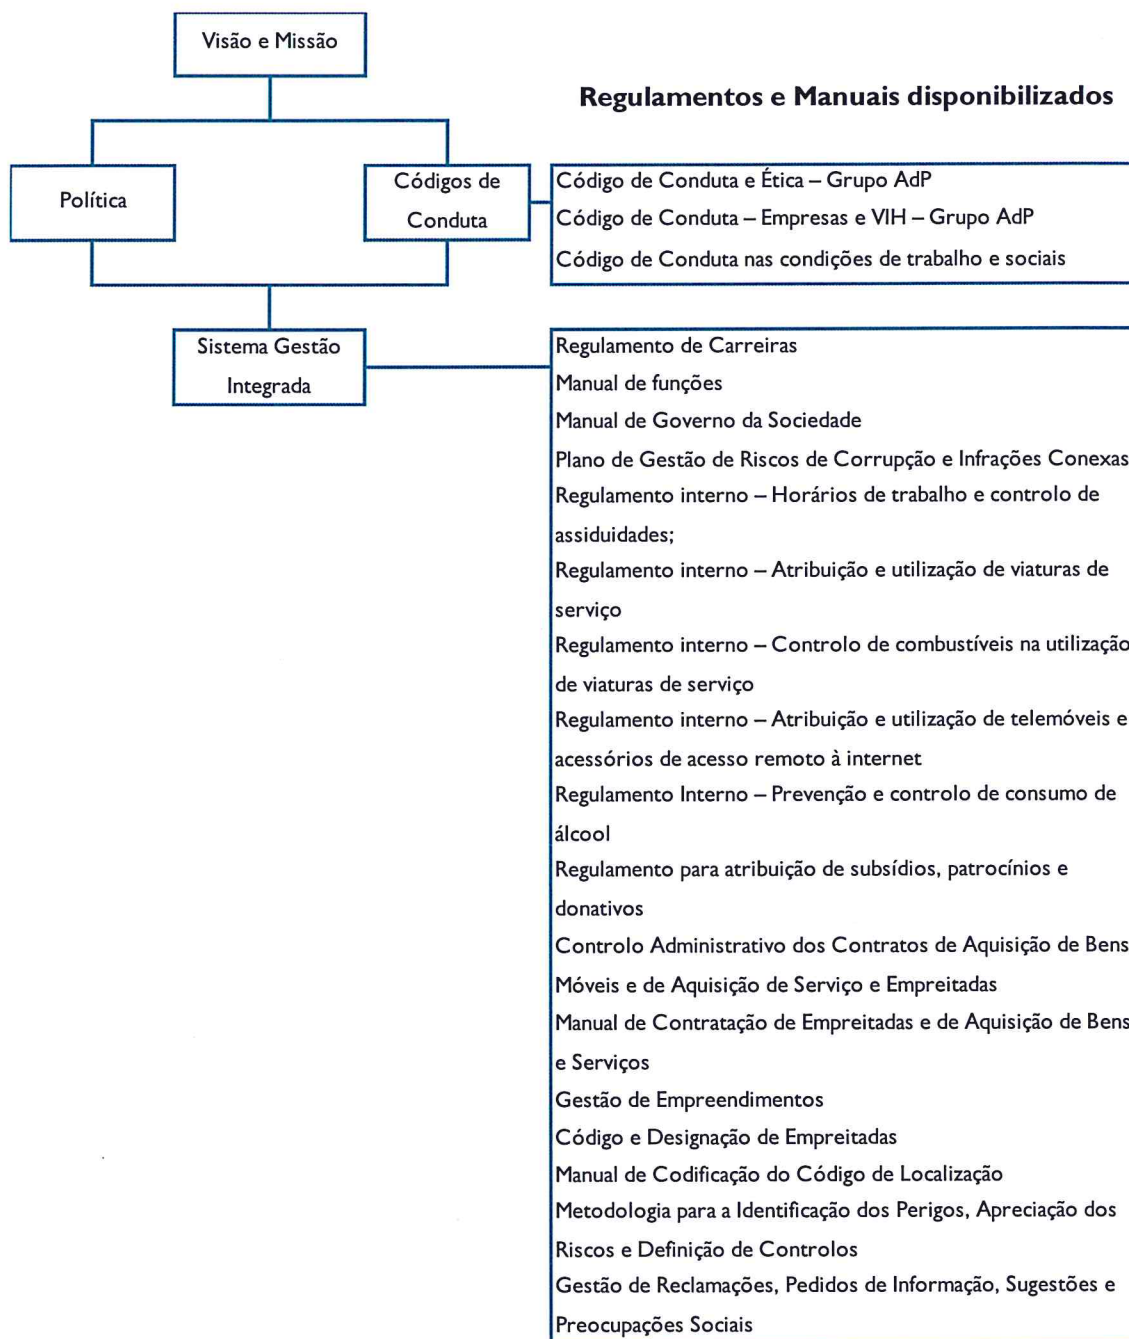 Visão e Missão
Regulamentos e Manuais disponibilizados
Política
Códigos de
Conduta
Código de Conduta e Ética – Grupo AdP
Código de Conduta – Empresas e VIH – Grupo AdP
Código de Conduta nas condições de trabalho e sociais
Sistema Gestão
Integrada
Regulamento de Carreiras
Manual de funções
Manual de Governo da Sociedade
Plano de Gestão de Riscos de Corrupção e Infrações Conexas
Regulamento interno – Horários de trabalho e controlo de
assiduidades;
Regulamento interno – Atribuição e utilização de viaturas de
serviço
Regulamento interno – Controlo de combustíveis na utilização
de viaturas de serviço
Regulamento interno – Atribuição e utilização de telemóveis e
acessórios de acesso remoto à internet
Regulamento Interno – Prevenção e controlo de consumo de
álcool
Regulamento para atribuição de subsídios, patrocínios e
donativos
Controlo Administrativo dos Contratos de Aquisição de Bens
Móveis e de Aquisição de Serviço e Empreitadas
Manual de Contratação de Empreitadas e de Aquisição de Bens
e Serviços
Gestão de Empreendimentos
Código e Designação de Empreitadas
Manual de Codificação do Código de Localização
Metodologia para a Identificação dos Perigos, Apreciação dos
Riscos e Definição de Controlos
Gestão de Reclamações, Pedidos de Informação, Sugestões e
Preocupações Sociais